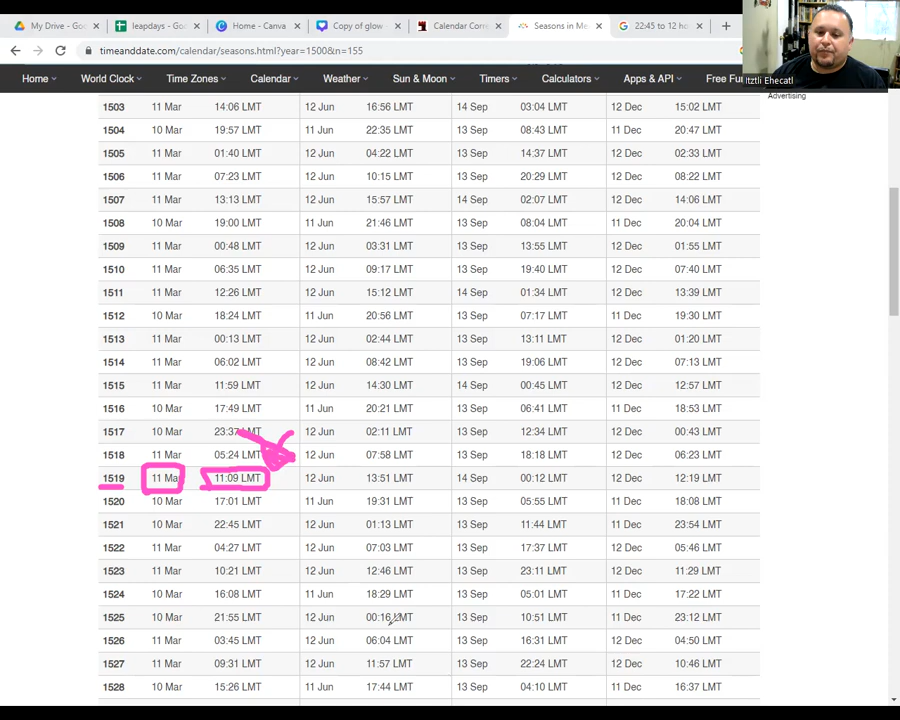 My Drive - Goo
leapdays - Goo
Home - Canva
Copy of glow
Calendar Corre
Seasons in Me
22:45 to 12 ho
timeanddate.com/calendar/seasons.html?year=1500&n=155
Itztli Ehecatl
Home World Clock Time Zones Calendar Weather Sun & Moon Timers Calculators Apps & API Free Fun
Advertising
1503 11 Mar 14:06 LMT 12 Jun 16:56 LMT 14 Sep 03:04 LMT 12 Dec 15:02 LMT
1504 10 Mar 19:57 LMT 11 Jun 22:35 LMT 13 Sep 08:43 LMT 11 Dec 20:47 LMT
1505 11 Mar 01:40 LMT 12 Jun 04:22 LMT 13 Sep 14:37 LMT 12 Dec 02:33 LMT
1506 11 Mar 07:23 LMT 12 Jun 10:15 LMT 13 Sep 20:29 LMT 12 Dec 08:22 LMT
1507 11 Mar 13:13 LMT 12 Jun 15:57 LMT 14 Sep 02:07 LMT 12 Dec 14:06 LMT
1508 10 Mar 19:00 LMT 11 Jun 21:46 LMT 13 Sep 08:04 LMT 11 Dec 20:04 LMT
1509 11 Mar 00:48 LMT 12 Jun 03:31 LMT 13 Sep 13:55 LMT 12 Dec 01:55 LMT
1510 11 Mar 06:35 LMT 12 Jun 09:17 LMT 13 Sep 19:40 LMT 12 Dec 07:40 LMT
1511 11 Mar 12:26 LMT 12 Jun 15:12 LMT 14 Sep 01:34 LMT 12 Dec 13:39 LMT
1512 10 Mar 18:24 LMT 11 Jun 20:56 LMT 13 Sep 07:17 LMT 11 Dec 19:30 LMT
1513 11 Mar 00:13 LMT 12 Jun 02:44 LMT 13 Sep 13:11 LMT 12 Dec 01:20 LMT
1514 11 Mar 06:02 LMT 12 Jun 08:42 LMT 13 Sep 19:06 LMT 12 Dec 07:13 LMT
1515 11 Mar 11:59 LMT 12 Jun 14:30 LMT 14 Sep 00:45 LMT 12 Dec 12:57 LMT
1516 10 Mar 17:49 LMT 11 Jun 20:21 LMT 13 Sep 06:41 LMT 11 Dec 18:53 LMT
1517 10 Mar 23:37 LMT 12 Jun 02:11 LMT 13 Sep 12:34 LMT 12 Dec 00:43 LMT
1518 11 Mar 05:24 LMT 12 Jun 07:58 LMT 13 Sep 18:18 LMT 12 Dec 06:23 LMT
1519 11 Mar 11:09 LMT 12 Jun 13:51 LMT 14 Sep 00:12 LMT 12 Dec 12:19 LMT
1520 10 Mar 17:01 LMT 11 Jun 19:31 LMT 13 Sep 05:55 LMT 11 Dec 18:08 LMT
1521 10 Mar 22:45 LMT 12 Jun 01:13 LMT 13 Sep 11:44 LMT 11 Dec 23:54 LMT
1522 11 Mar 04:27 LMT 12 Jun 07:03 LMT 13 Sep 17:37 LMT 12 Dec 05:46 LMT
1523 11 Mar 10:21 LMT 12 Jun 12:46 LMT 13 Sep 23:11 LMT 12 Dec 11:29 LMT
1524 10 Mar 16:08 LMT 11 Jun 18:29 LMT 13 Sep 05:01 LMT 11 Dec 17:22 LMT
1525 10 Mar 21:55 LMT 12 Jun 00:16 LMT 13 Sep 10:51 LMT 11 Dec 23:12 LMT
1526 11 Mar 03:45 LMT 12 Jun 06:04 LMT 13 Sep 16:31 LMT 12 Dec 04:50 LMT
1527 11 Mar 09:31 LMT 12 Jun 11:57 LMT 13 Sep 22:24 LMT 12 Dec 10:46 LMT
1528 10 Mar 15:26 LMT 11 Jun 17:44 LMT 13 Sep 04:10 LMT 11 Dec 16:37 LMT